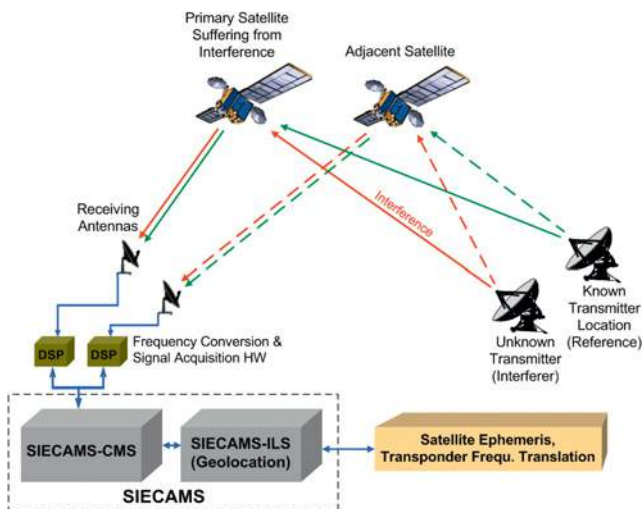 Primary Satellite
Suffering from
Interference
Adjacent Satellite
Receiving
Antennas
Interference
Known
Transmitter
Location
(Reference)
Unknown
Transmitter
(Interferer)
DSP
DSP
Frequency Conversion &
Signal Acquisition HW
SIECAMS-CMS
SIECAMS-ILS
(Geolocation)
Satellite Ephemeris,
Transponder Frequ. Translation
SIECAMS